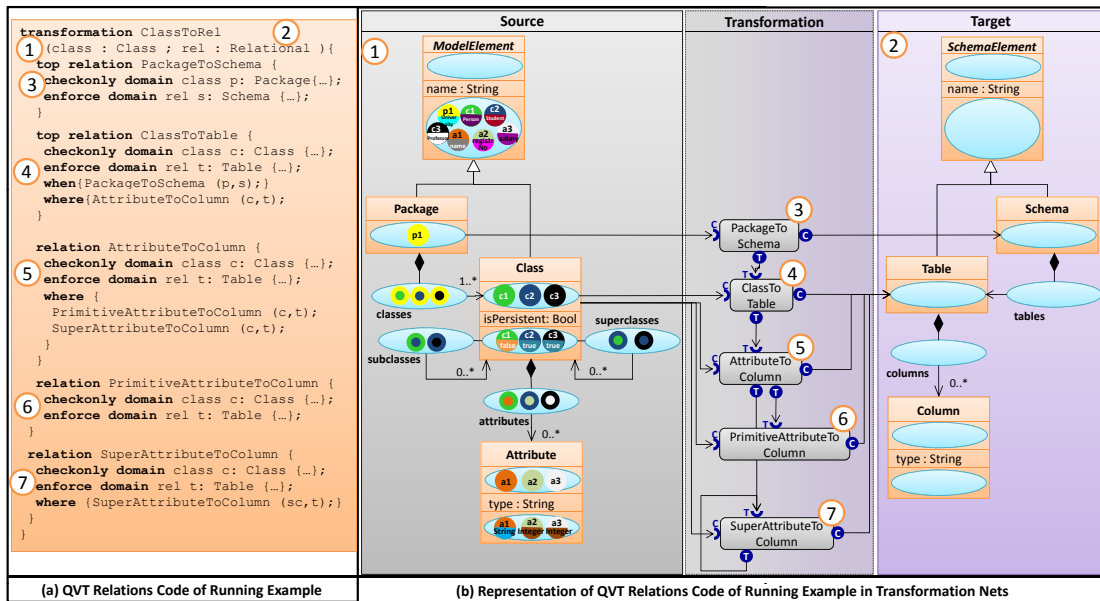 transformation ClassToRel
2
1
(class : Class ; rel : Relational ){
top relation PackageToSchema {
3
checkonly domain class p: Package{…};
enforce domain rel s: Schema {…};
}
top relation ClassToTable {
checkonly domain class c: Class {…};
4
enforce domain rel t: Table {…};
when{PackageToSchema (p,s);}
where{AttributeToColumn (c,t);
}
relation AttributeToColumn {
5
checkonly domain class c: Class {…};
enforce domain rel t: Table {…};
where {
PrimitiveAttributeToColumn (c,t);
SuperAttributeToColumn (c,t);
}
}
relation PrimitiveAttributeToColumn {
6
checkonly domain class c: Class {…};
enforce domain rel t: Table {…};
}
relation SuperAttributeToColumn {
7
checkonly domain class c: Class {…};
enforce domain rel t: Table {…};
where {SuperAttributeToColumn (sc,t);}
}
}
(a) QVT Relations Code of Running Example
Source
1
ModelElement
name : String
p1
c1
Person
c2
Student
c3
a1
name
a2
a3
Package
p1
Class
1..*
classes
c1 c2 c3
isPersistent: Bool
superclasses
c1
false
c2
true
c3
true
subclasses
0..*
0..*
attributes
0..*
Attribute
a1 a2 a3
type : String
a1
String
a2
Integer
a3
Integer
Transformation
3
C
PackageTo
Schema
C
T
T
4
C
ClassTo
Table
C
T
T
5
C
AttributeTo
Column
C
T T
T
6
C
PrimitiveAttributeTo
Column
C
T
7
C
SuperAttributeTo
Column
C
T
Target
2
SchemaElement
name : String
Schema
Table
tables
columns
0..*
Column
type : String
(b) Representation of QVT Relations Code of Running Example in Transformation Nets